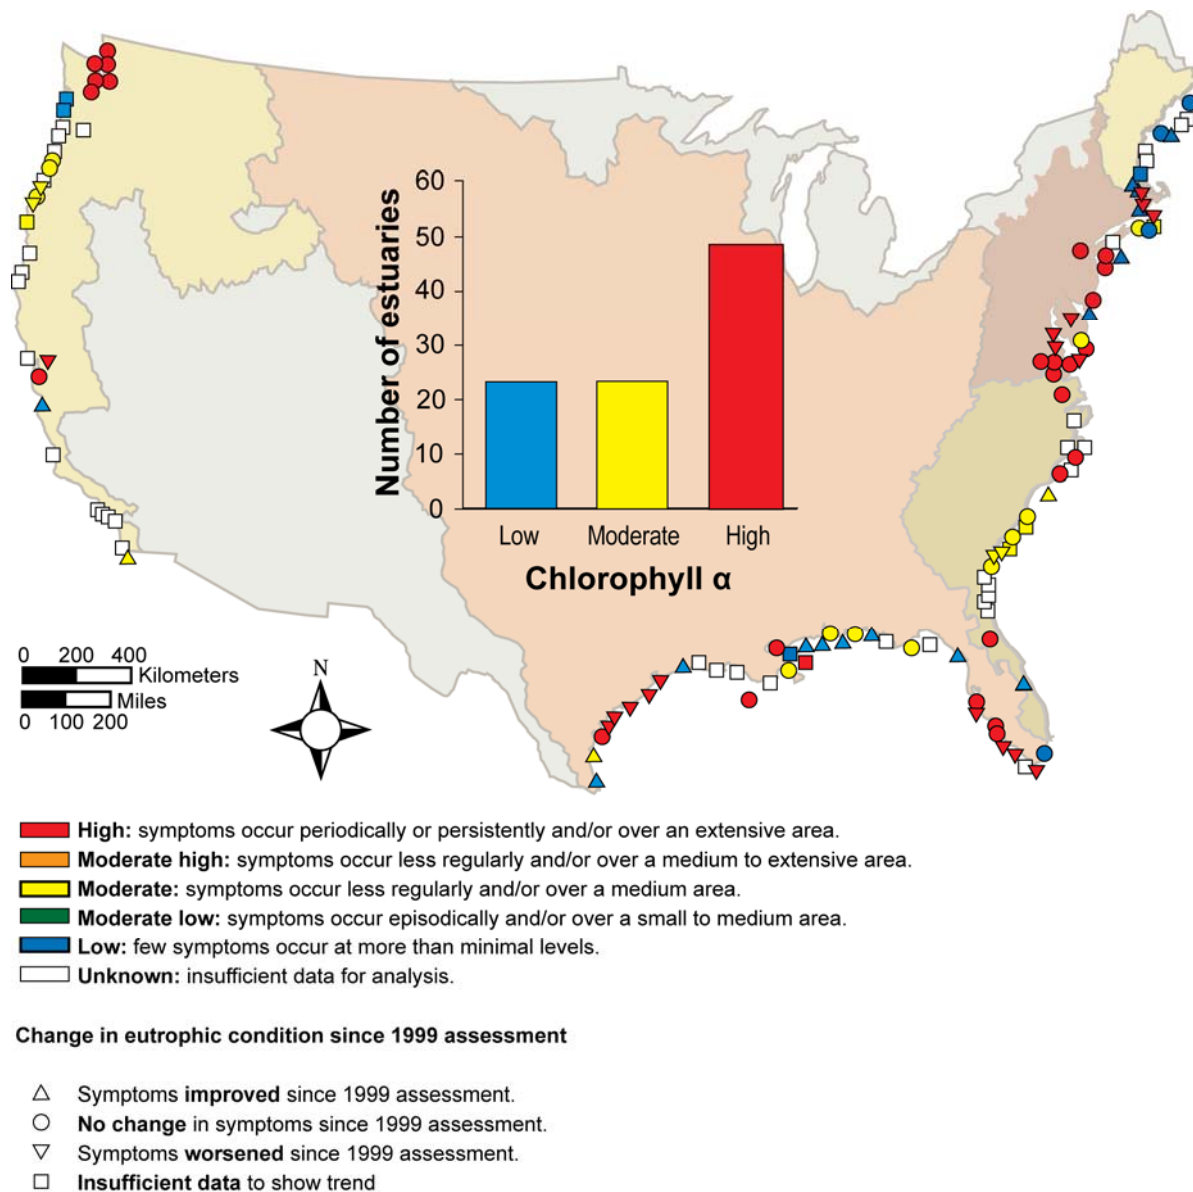 60
50
40
30
20
10
0
Number of estuaries
Low Moderate High
Chlorophyll α
0 200 400
Kilometers
Miles
0 100 200
N
High: symptoms occur periodically or persistently and/or over an extensive area.
Moderate high: symptoms occur less regularly and/or over a medium to extensive area.
Moderate: symptoms occur less regularly and/or over a medium area.
Moderate low: symptoms occur episodically and/or over a small to medium area.
Low: few symptoms occur at more than minimal levels.
Unknown: insufficient data for analysis.
Change in eutrophic condition since 1999 assessment
Symptoms improved since 1999 assessment.
No change in symptoms since 1999 assessment.
Symptoms worsened since 1999 assessment.
Insufficient data to show trend